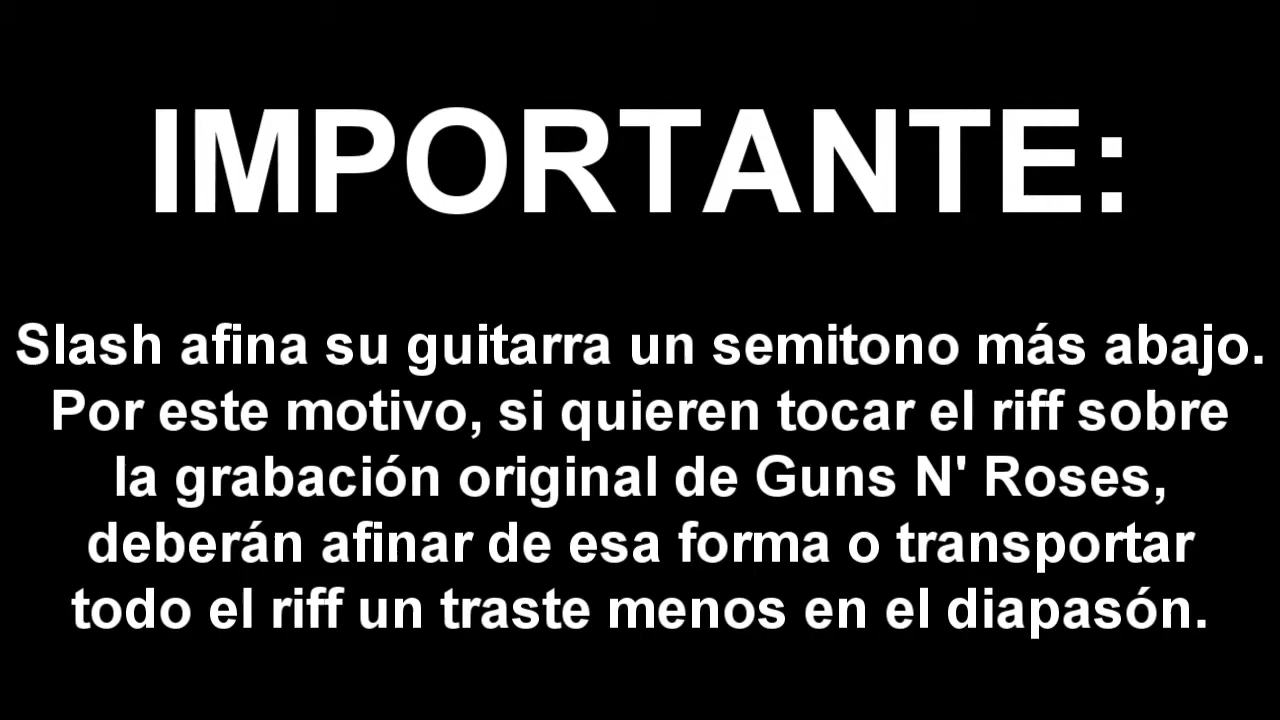 IMPORTANTE:
Slash afina su guitarra un semitono más abajo.
Por este motivo, si quieren tocar el riff sobre
la grabación original de Guns N' Roses,
deberán afinar de esa forma o transportar
todo el riff un traste menos en el diapasón.